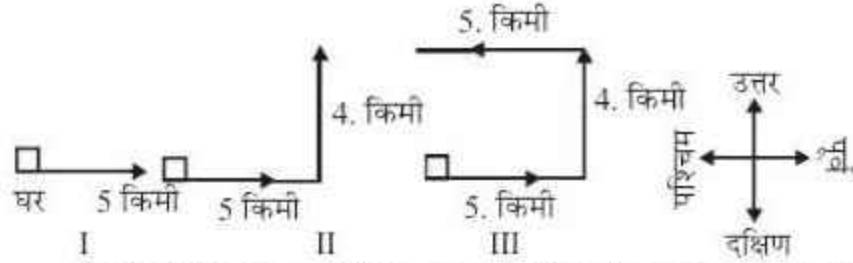 5. किमी
उत्तर
4. किमी
4. किमी
पश्चिम
पूर्व
घर
5 किमी
5 किमी
5. किमी
दक्षिण
I
II
III